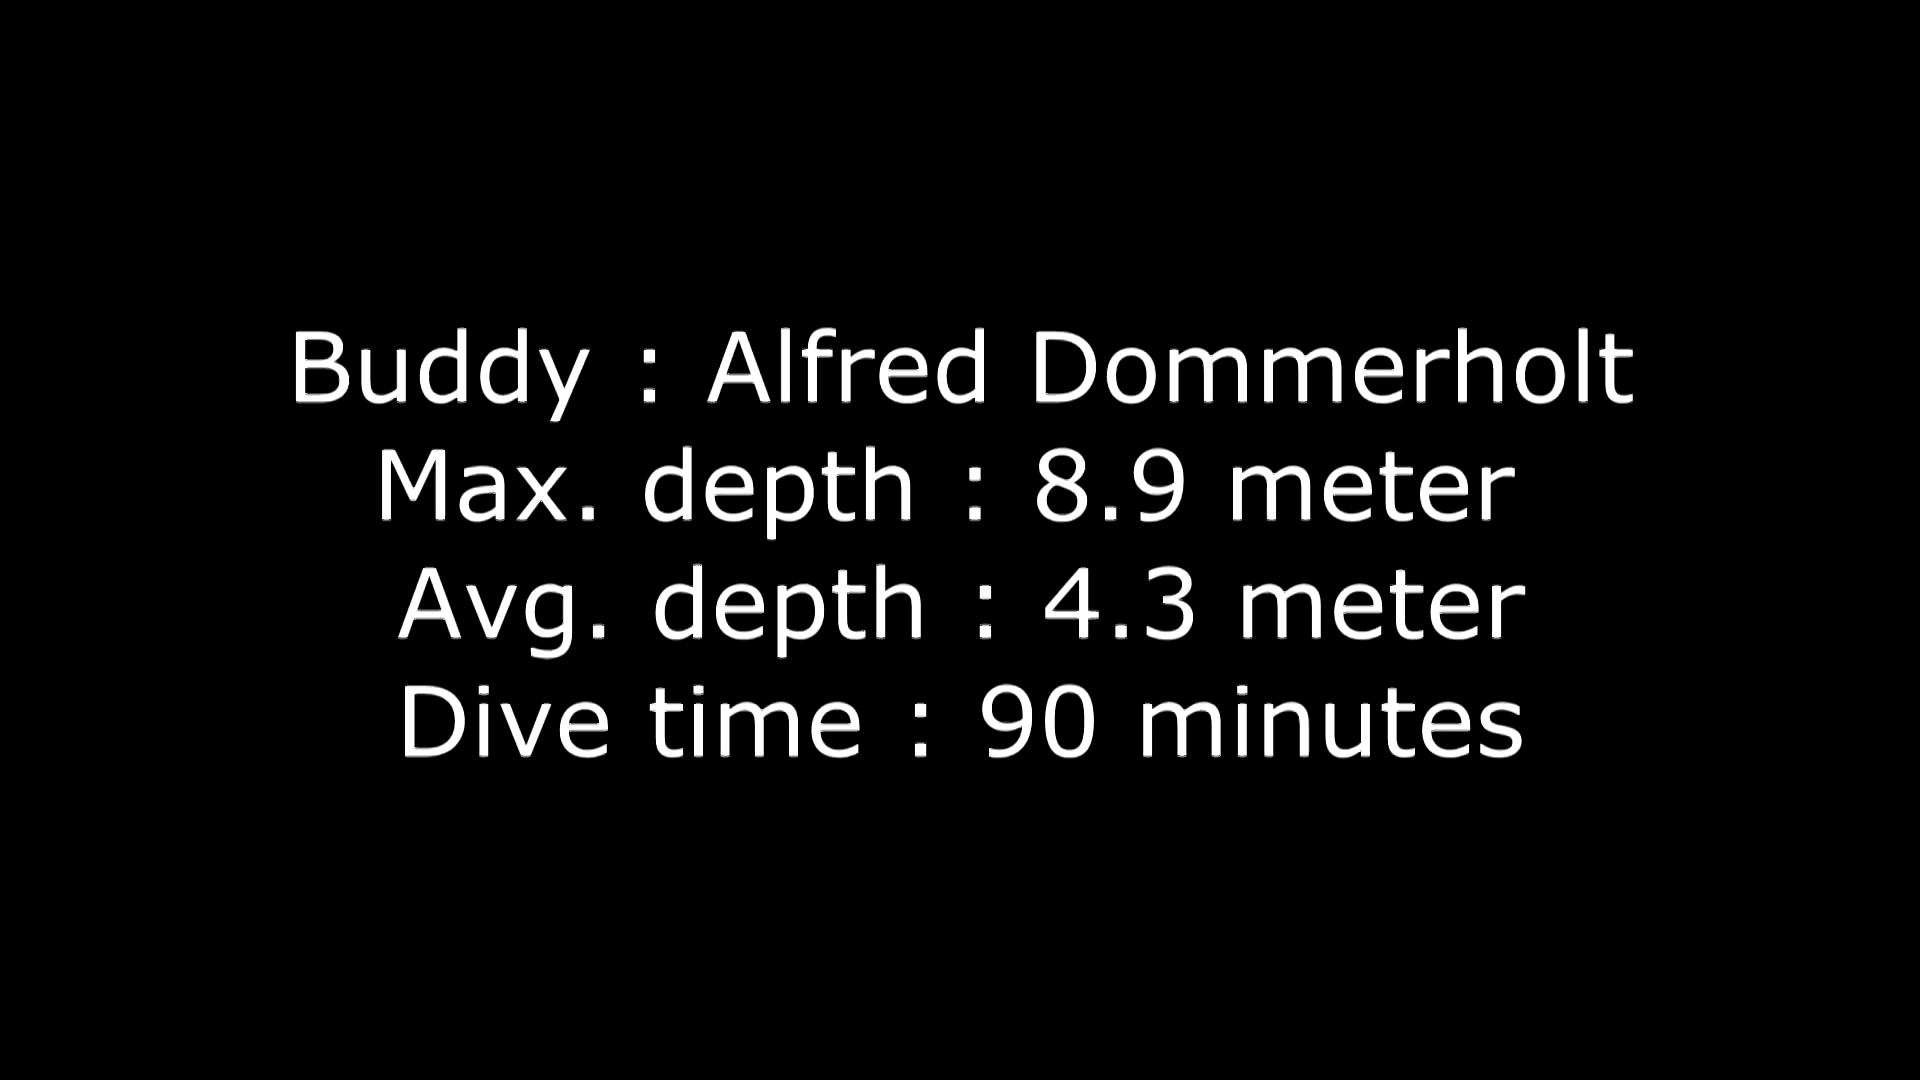 Buddy : Alfred Dommerholt
Max. depth : 8.9 meter
Avg. depth : 4.3 meter
Dive time : 90 minutes